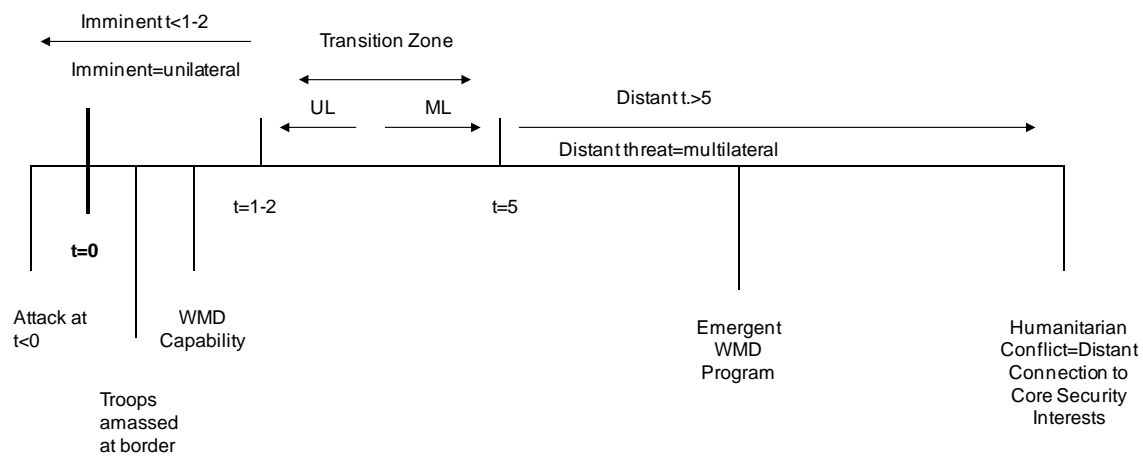 Imminent t<1-2
Transition Zone
Imminent=unilateral
UL
ML
Distant t.>5
Distant threat=multilateral
t=1-2
t=5
t=0
Attack at
t<0
WMD
Capability
Troops
amassed
at border
Emergent
WMD
Program
Humanitarian
Conflict=Distant
Connection to
Core Security
Interests